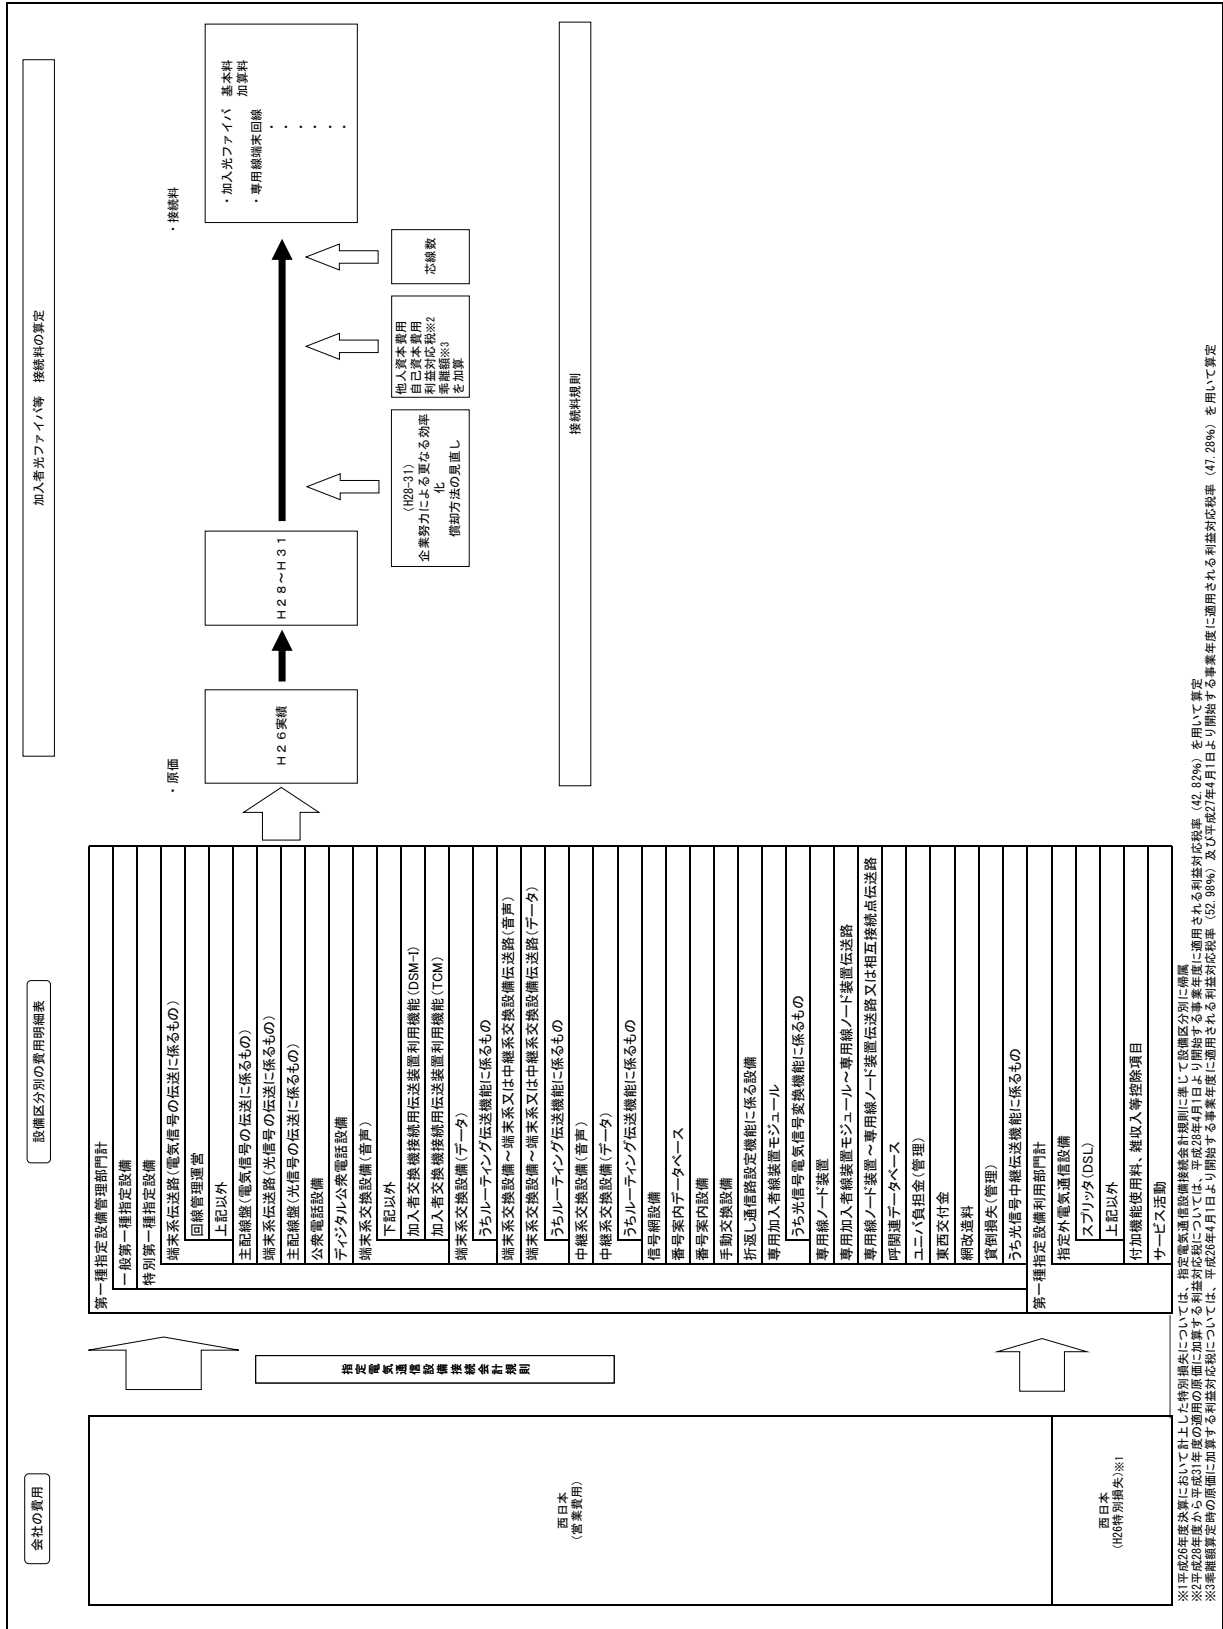 会社の費用
西日本
(営業費用)
西日本
(H26特別損失)※1
指定電気通信設備接続会計規則
設備区分別の費用明細表
第一種指定設備管理部門計
一般第一種指定設備
特別第一種指定設備
端末系伝送路(電気信号の伝送に係るもの)
回線管理運営
上記以外
主配線盤(電気信号の伝送に係るもの)
端末系伝送路(光信号の伝送に係るもの)
主配線盤(光信号の伝送に係るもの)
公衆電話設備
ディジタル公衆電話設備
端末系交換設備(音声)
下記以外
加入者交換機接続用伝送装置利用機能(DSM-I)
加入者交換機接続用伝送装置利用機能(TCM)
端末系交換設備(データ)
うちルーティング伝送機能に係るもの
端末系交換設備~端末系又は中継系交換設備伝送路(音声)
端末系交換設備~端末系又は中継系交換設備伝送路(データ)
うちルーティング伝送機能に係るもの
中継系交換設備(音声)
中継系交換設備(データ)
うちルーティング伝送機能に係るもの
信号網設備
番号案内データベース
番号案内設備
手動交換設備
折返し通信路設定機能に係る設備
専用加入者線装置モジュール
うち光信号電気信号変換機能に係るもの
専用線ノード装置
専用加入者線装置モジュール~専用線ノード装置伝送路
専用線ノード装置~専用線ノード装置伝送路又は相互接続点伝送路
呼関連データベース
ユニバ負担金(管理)
東西交付金
網改造料
貸倒損失(管理)
うち光信号中継伝送機能に係るもの
第一種指定設備利用部門計
指定外電気通信設備
スプリッタ(DSL)
上記以外
付加機能使用料、雑収入等控除項目
サービス活動
加入者光ファイバ等 接続料の算定
・原価
H26実績
H28~H31
(H28-31)
企業努力による更なる効率
化
償却方法の見直し
他人資本費用
自己資本費用
利益対応税※2
乖離額※3
を加算
芯線数
・接続料
・加入光ファイバ 基本料
加算料
・専用線端末回線
・
・
・
・
・
・
接続料規則
※1平成26年度決算において計上した特別損失については、指定電気通信設備接続会計規則に準じて設備区分別に帰属
※2平成28年度から平成31年度の適用の原価に加算する利益対応税については、平成28年4月1日より開始する事業年度に適用される利益対応税率(42.82%)を用いて算定
※3乖離額算定時の原価に加算する利益対応税については、平成26年4月1日より開始する事業年度に適用される利益対応税率(52.98%)及び平成27年4月1日より開始する事業年度に適用される利益対応税率(47.28%)を用いて算定